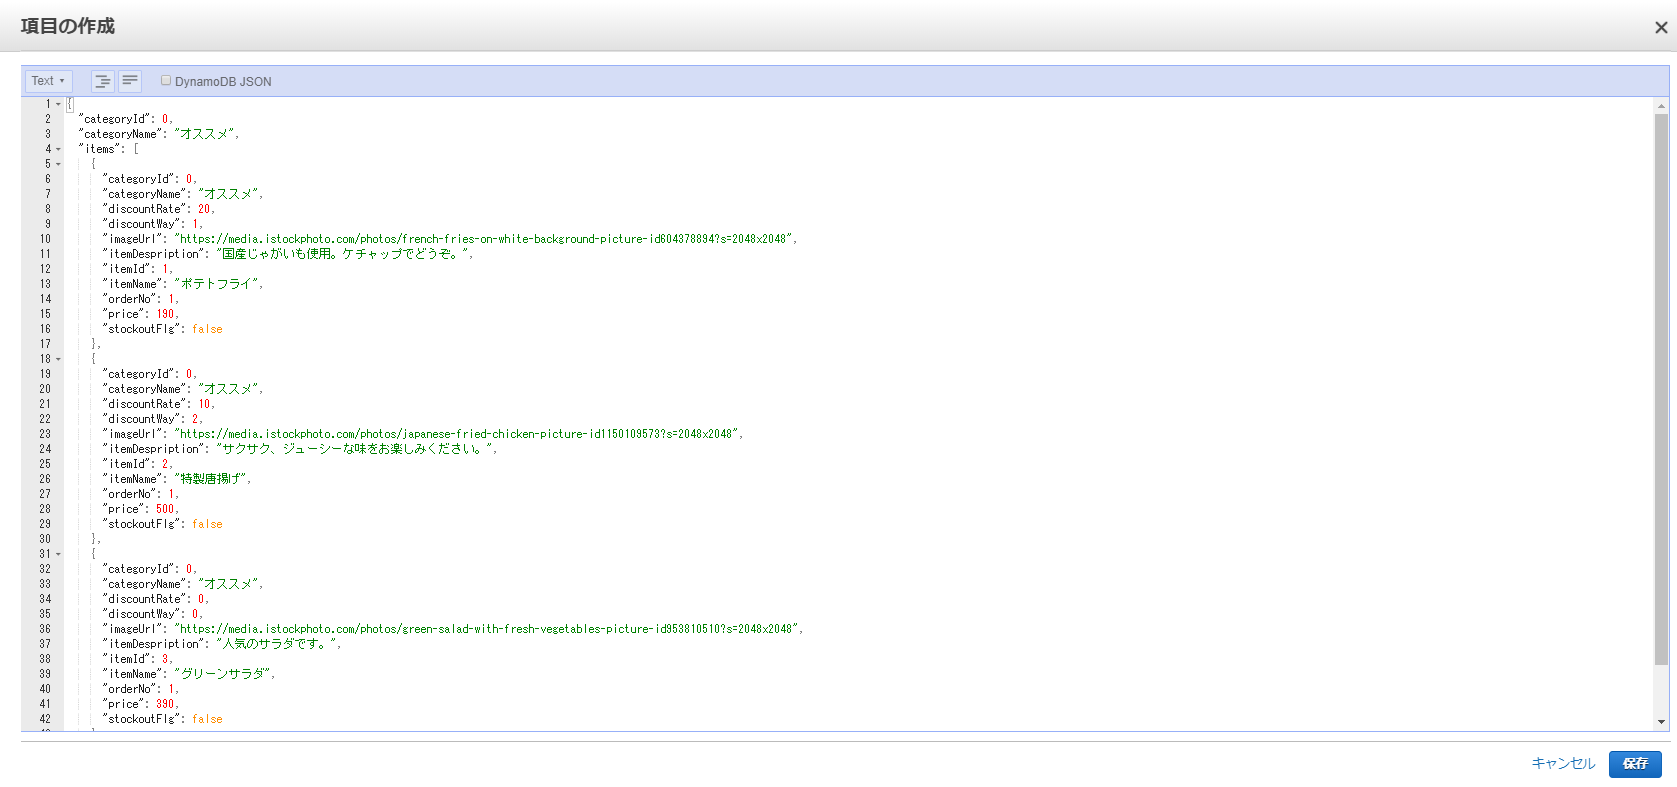 項目の作成
×
Text
DynamoDB JSON
1 {
2 "categoryId": 0,
3 "categoryName": "オススメ",
4 "items": [
5 {
6 "categoryId": 0,
7 "categoryName": "オススメ",
8 "discountRate": 20,
9 "discountWay": 1,
10 "imageUrl": "https://media.istockphoto.com/photos/french-fries-on-white-background-picture-id604378894?s=2048x2048",
11 "itemDespription": "国産じゃがいも使用。ケチャップでどうぞ。",
12 "itemId": 1,
13 "itemName": "ポテトフライ",
14 "orderNo": 1,
15 "price": 190,
16 "stockoutFlg": false
17 },
18 {
19 "categoryId": 0,
20 "categoryName": "オススメ",
21 "discountRate": 10,
22 "discountWay": 2,
23 "imageUrl": "https://media.istockphoto.com/photos/japanese-fried-chicken-picture-id1150109573?s=2048x2048",
24 "itemDespription": "サクサク、ジューシーな味をお楽しみください。",
25 "itemId": 2,
26 "itemName": "特製唐揚げ",
27 "orderNo": 1,
28 "price": 500,
29 "stockoutFlg": false
30 },
31 {
32 "categoryId": 0,
33 "categoryName": "オススメ",
34 "discountRate": 0,
35 "discountWay": 0,
36 "imageUrl": "https://media.istockphoto.com/photos/green-salad-with-fresh-vegetables-picture-id953810510?s=2048x2048",
37 "itemDespription": "人気のサラダです。",
38 "itemId": 3,
39 "itemName": "グリーンサラダ",
40 "orderNo": 1,
41 "price": 390,
42 "stockoutFlg": false
キャンセル 保存